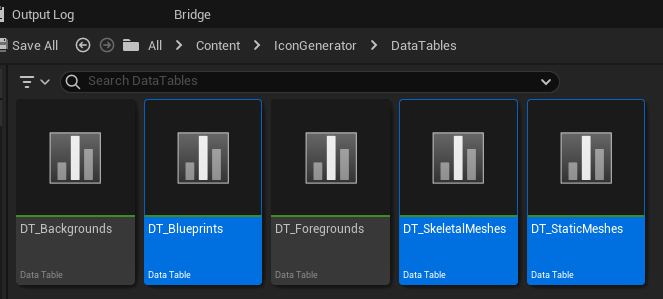 Output Log
Bridge
Save All
All > Content > IconGenerator > DataTables
Search DataTables
DT_Backgrounds
Data Table
DT_Blueprints
Data Table
DT_Foregrounds
Data Table
DT_SkeletalMeshes
Data Table
DT_StaticMeshes
Data Table